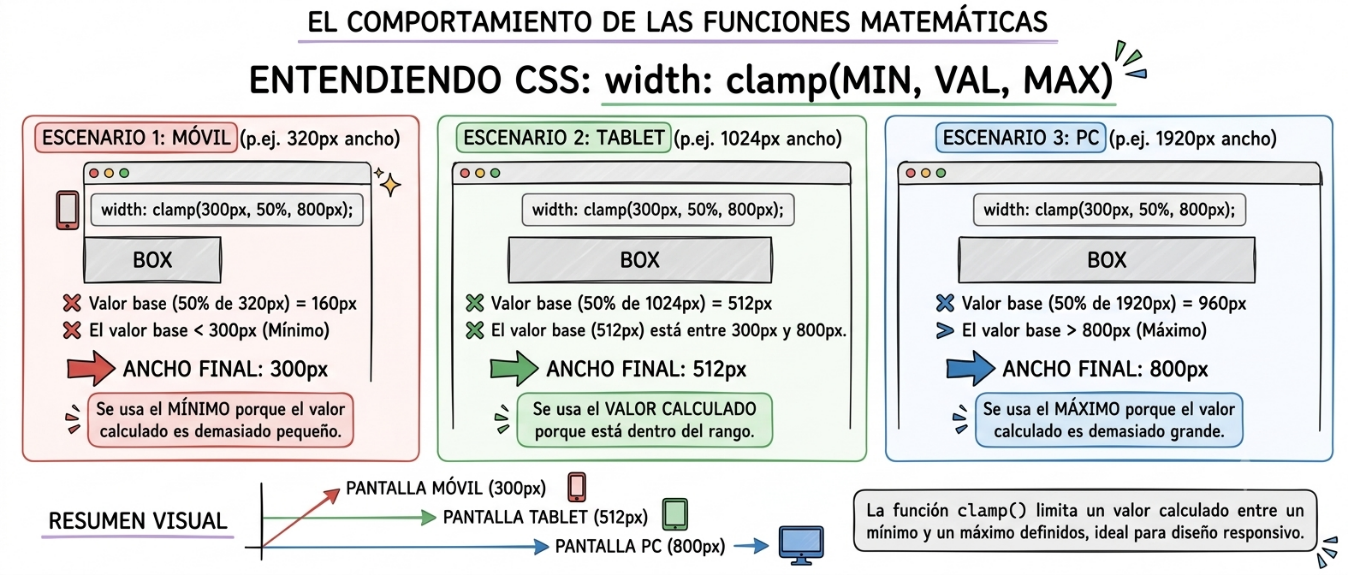 EL COMPORTAMIENTO DE LAS FUNCIONES MATEMÁTICAS
ENTENDIENDO CSS: width: clamp(MIN, VAL, MAX)
ESCENARIO 1: MÓVIL (p.ej. 320px ancho)
width: clamp(300px, 50%, 800px);
BOX
Valor base (50% de 320px) = 160px
El valor base < 300px (Mínimo)
ANCHO FINAL: 300px
Se usa el MÍNIMO porque el valor
calculado es demasiado pequeño.
ESCENARIO 2: TABLET (p.ej. 1024px ancho)
width: clamp(300px, 50%, 800px);
BOX
Valor base (50% de 1024px) = 512px
El valor base (512px) está entre 300px y 800px.
ANCHO FINAL: 512px
Se usa el VALOR CALCULADO
porque está dentro del rango.
ESCENARIO 3: PC (p.ej. 1920px ancho)
width: clamp(300px, 50%, 800px);
BOX
Valor base (50% de 1920px) = 960px
El valor base > 800px (Máximo)
ANCHO FINAL: 800px
Se usa el MÁXIMO porque el valor
calculado es demasiado grande.
RESUMEN VISUAL
PANTALLA MÓVIL (300px)
PANTALLA TABLET (512px)
PANTALLA PC (800px)
La función clamp() limita un valor calculado entre un
mínimo y un máximo definidos, ideal para diseño responsivo.